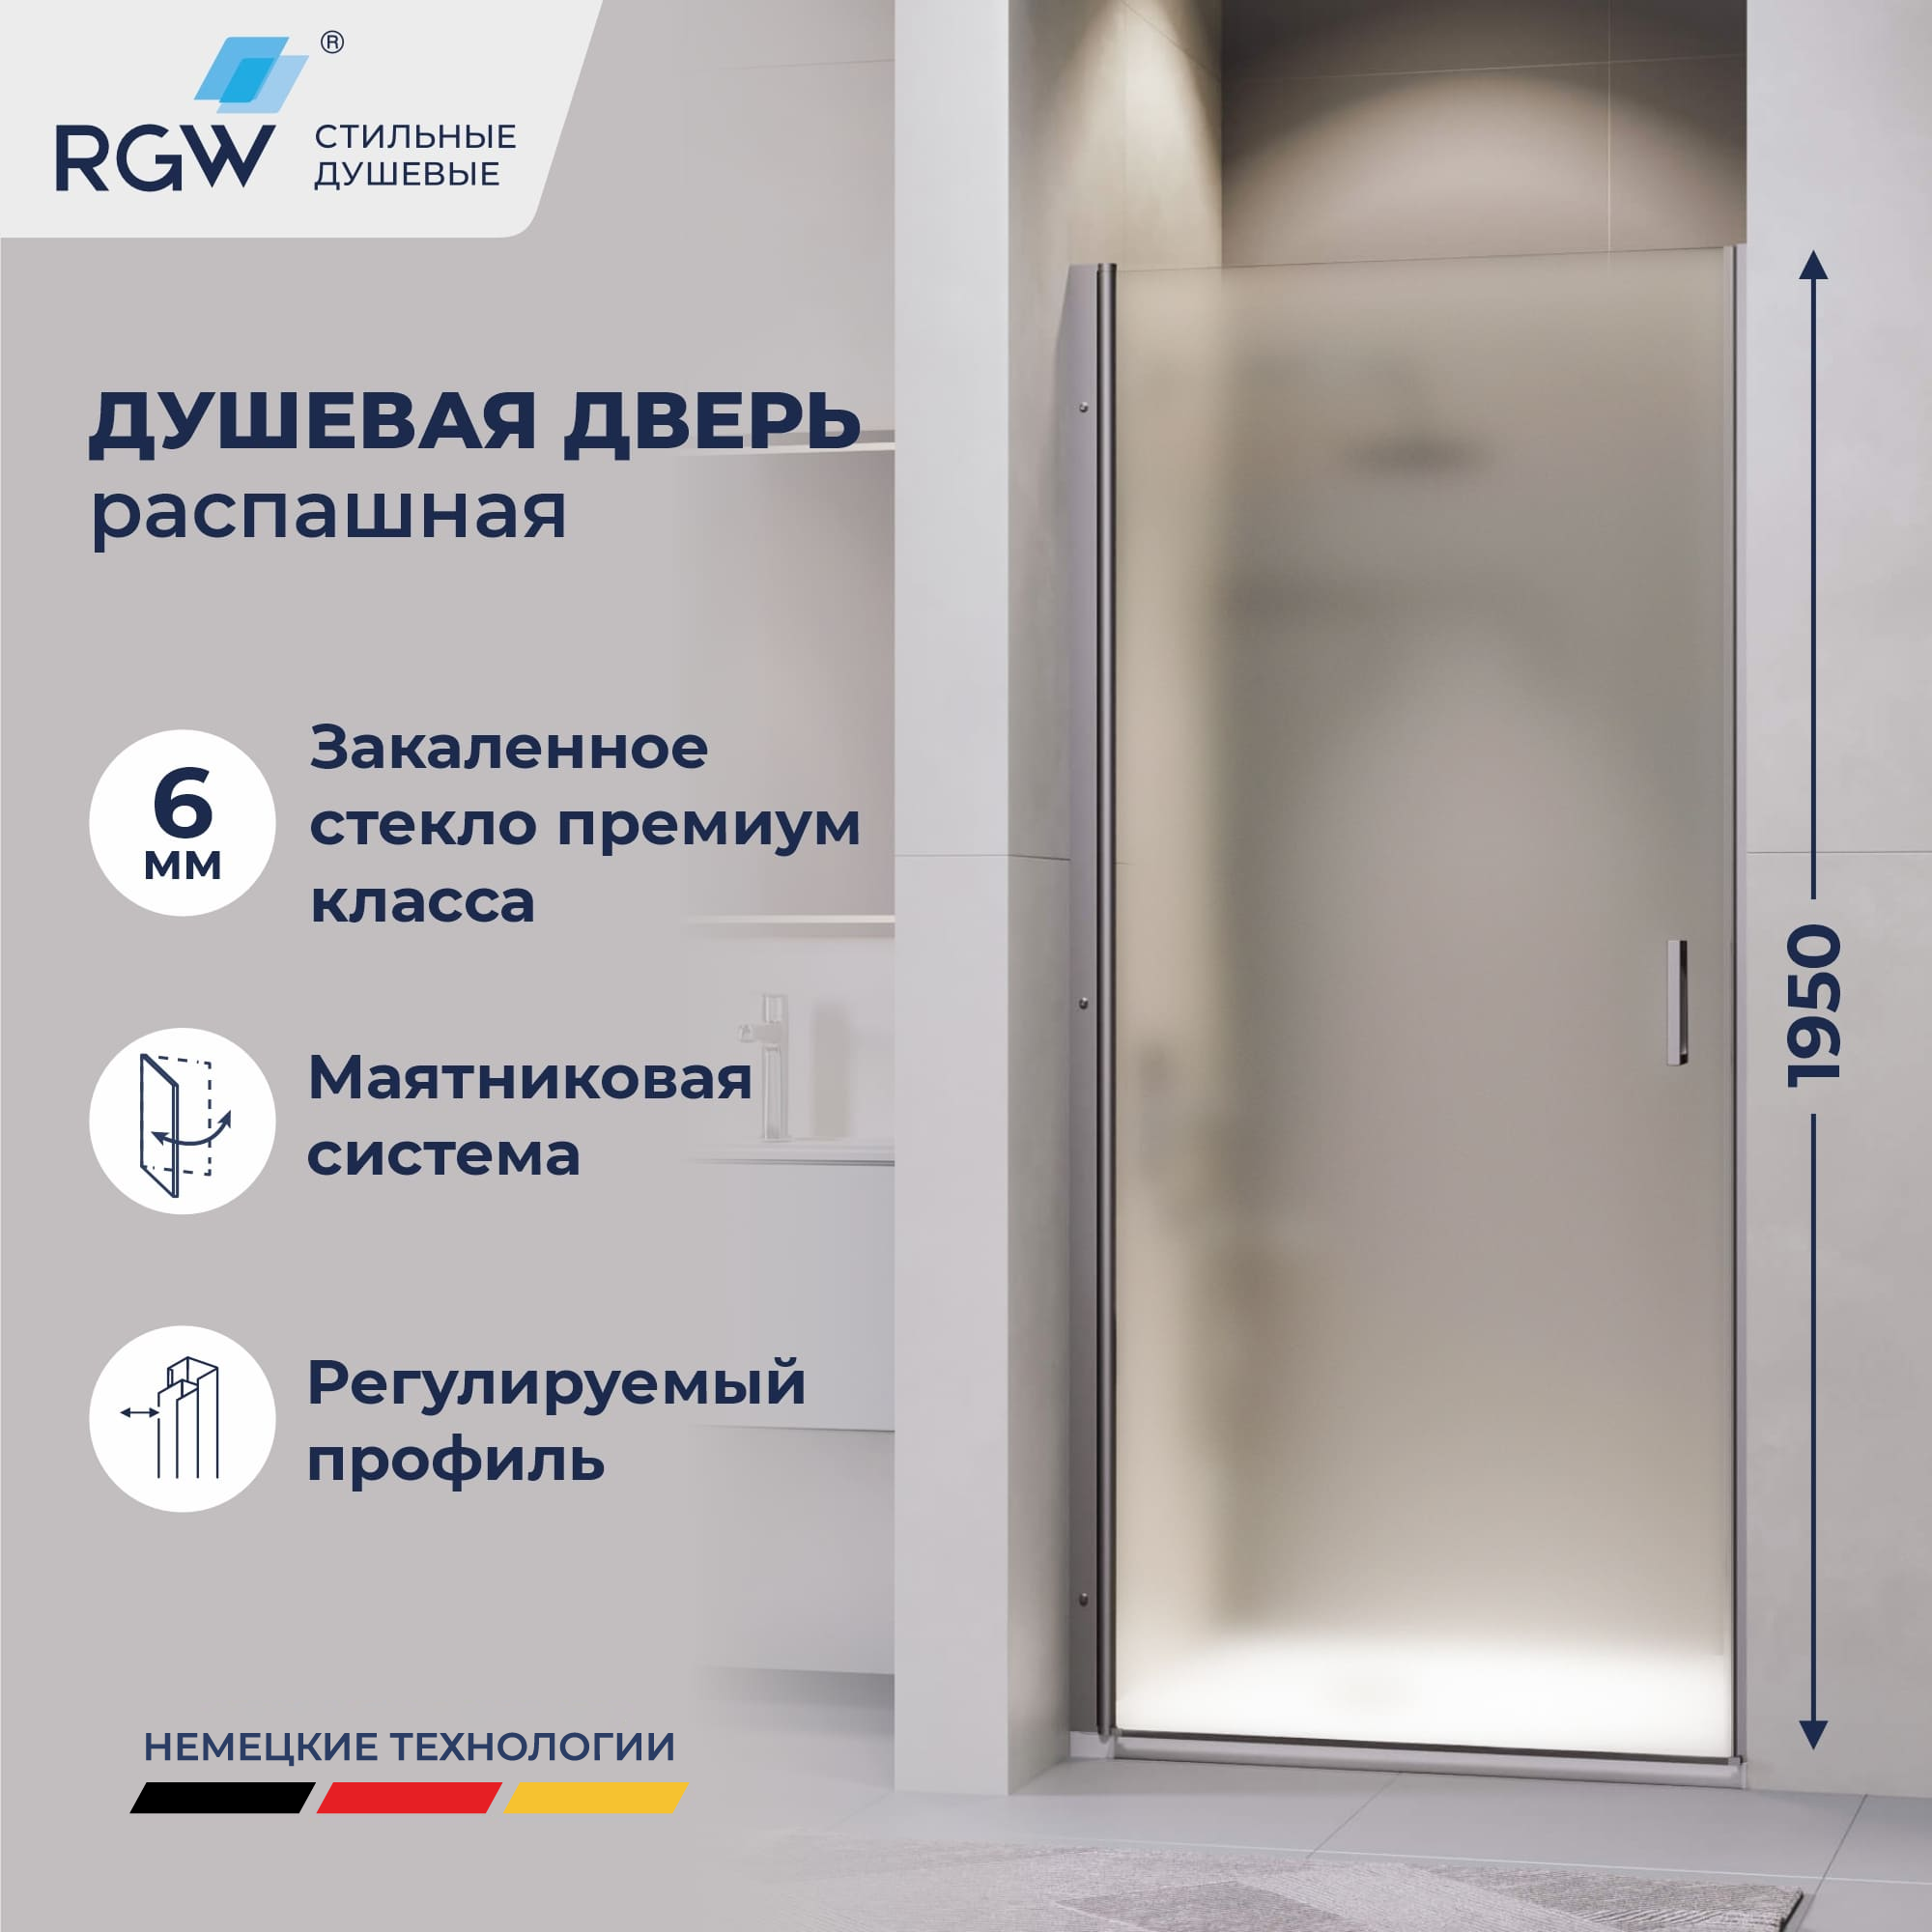 RGW ®
СТИЛЬНЫЕ
ДУШЕВЫЕ
ДУШЕВАЯ ДВЕРЬ
распашная
6
мм
Закаленное
стекло премиум
класса
Маятниковая
система
Регулируемый
профиль
НЕМЕЦКИЕ ТЕХНОЛОГИИ
1950